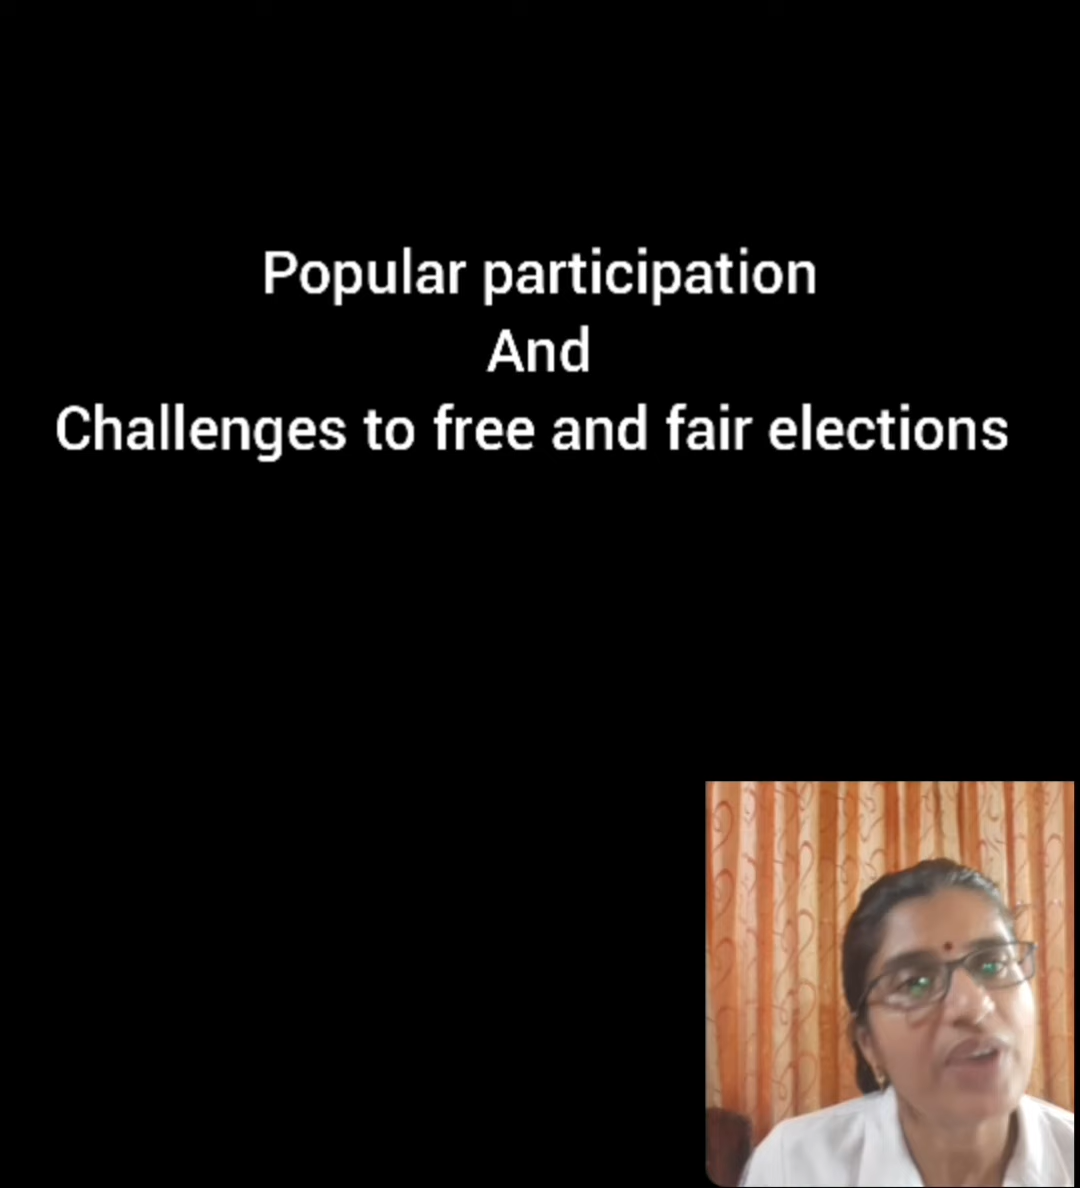 Popular participation
And
Challenges to free and fair elections